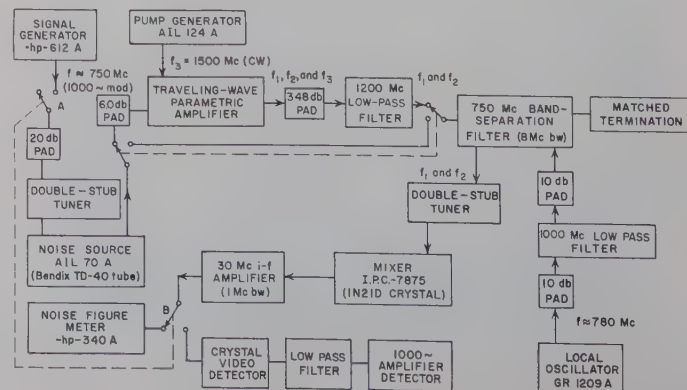 SIGNAL
GENERATOR
-hp-612 A
PUMP GENERATOR
AIL 124 A
f ≈ 750 Mc
(1000~ mod)
A
f₃ = 1500 Mc (CW)
6.0db
PAD
TRAVELING-WAVE
PARAMETRIC
AMPLIFIER
f₁, f₂, and f₃
3.48 db
PAD
1200 Mc
LOW-PASS
FILTER
f₁ and f₂
750 Mc BAND-
SEPARATION
FILTER (8Mc bw)
MATCHED
TERMINATION
20 db
PAD
DOUBLE-STUB
TUNER
NOISE SOURCE
AIL 70 A
(Bendix TD-40 tube)
f₁ and f₂
DOUBLE-STUB
TUNER
10 db
PAD
1000 Mc LOW PASS
FILTER
10 db
PAD
f≈780 Mc
LOCAL
OSCILLATOR
GR 1209 A
MIXER
I.P.C.-7875
(IN21D CRYSTAL)
30 Mc i-f
AMPLIFIER
(1 Mc bw)
B
NOISE FIGURE
METER
-hp-340 A
CRYSTAL
VIDEO
DETECTOR
LOW PASS
FILTER
1000~
AMPLIFIER
DETECTOR